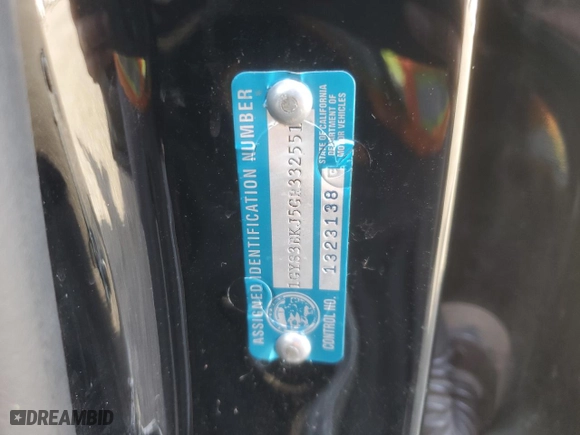 ASSIGNED IDENTIFICATION NUMBER
STATE OF CALIFORNIA
DEPARTMENT OF
MOTOR VEHICLES
CONTROL NO.
1323138
DREAMBID